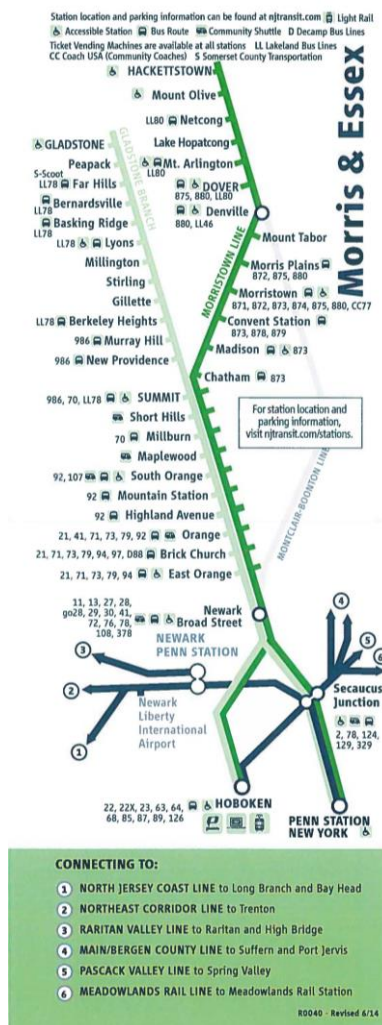 Station location and parking information can be found at njtransit.com Light Rail
Accessible Station Bus Route Community Shuttle D Decamp Bus Lines
Ticket Vending Machines are available at all stations LL Lakeland Bus Lines
CC Coach USA (Community Coaches) S Somerset County Transportation
Morris & Essex
HACKETTSTOWN
Mount Olive
LL80 Netcong
Lake Hopatcong
Mt. Arlington
LL80
DOVER
875, 880, LL80
Denville
880, LL46
Mount Tabor
Morris Plains
872, 875, 880
Morristown
871, 872, 873, 874, 875, 880, CC77
Convent Station
873, 878, 879
Madison 873
Chatham 873
MORRISTOWN LINE
GLADSTONE BRANCH
GLADSTONE
Peapack
S-Scoot
LL78 Far Hills
Bernardsville
LL78
Basking Ridge
LL78
LL78 Lyons
Millington
Stirling
Gillette
LL78 Berkeley Heights
986 Murray Hill
986 New Providence
986, 70, LL78 SUMMIT
Short Hills
70 Millburn
Maplewood
92, 107 South Orange
92 Mountain Station
92 Highland Avenue
21, 41, 71, 73, 79, 92 Orange
21, 71, 73, 79, 94, 97, D88 Brick Church
21, 71, 73, 79, 94 East Orange
For station location and
parking information,
visit njtransit.com/stations.
MONTCLAIR-BOONTON LINE
11, 13, 27, 28,
go28, 29, 30, 41,
72, 76, 78,
108, 378
Newark
Broad Street
NEWARK
PENN STATION
3
2
1
4
5
6
Newark
Liberty
International
Airport
Secaucus
Junction
2, 78, 124,
129, 329
22, 22X, 23, 63, 64,
68, 85, 87, 89, 126
HOBOKEN
PENN STATION
NEW YORK
CONNECTING TO:
1 NORTH JERSEY COAST LINE to Long Branch and Bay Head
2 NORTHEAST CORRIDOR LINE to Trenton
3 RARITAN VALLEY LINE to Raritan and High Bridge
4 MAIN/BERGEN COUNTY LINE to Suffern and Port Jervis
5 PASCACK VALLEY LINE to Spring Valley
6 MEADOWLANDS RAIL LINE to Meadowlands Rail Station
R0040 - Revised 6/14